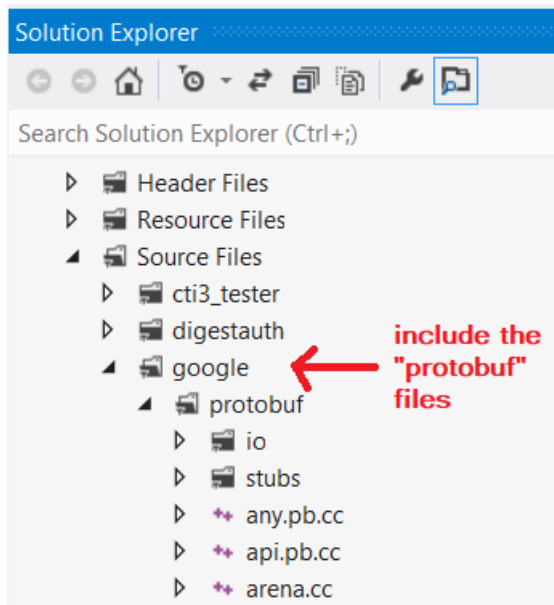 Solution Explorer
Search Solution Explorer (Ctrl+;)
Header Files
Resource Files
Source Files
cti3_tester
digestauth
google
include the
"protobuf"
files
protobuf
io
stubs
any.pb.cc
api.pb.cc
arena.cc